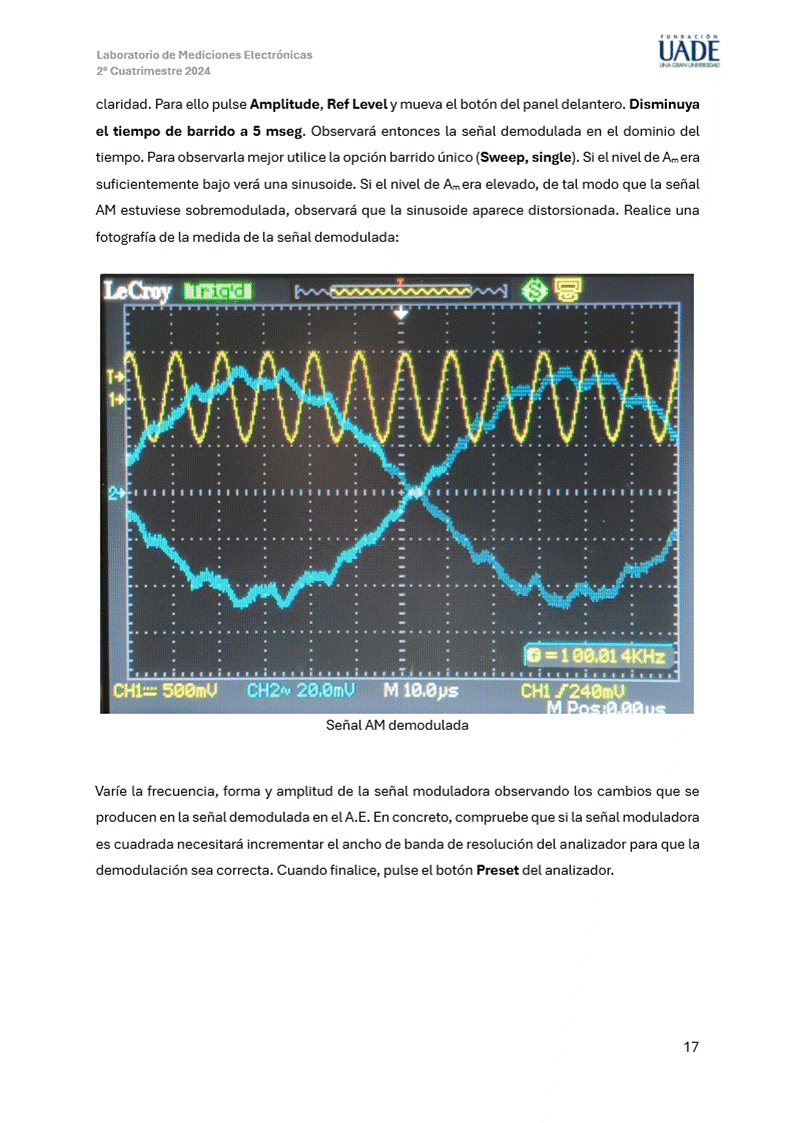 Laboratorio de Mediciones Electrónicas
2° Cuatrimestre 2024
FUNDACIÓN
UADE
UNA GRAN UNIVERSIDAD
claridad. Para ello pulse Amplitude, Ref Level y mueva el botón del panel delantero. Disminuya
el tiempo de barrido a 5 mseg. Observará entonces la señal demodulada en el dominio del
tiempo. Para observarla mejor utilice la opción barrido único (Sweep, single). Si el nivel de Aₘ era
suficientemente bajo verá una sinusoide. Si el nivel de Aₘ era elevado, de tal modo que la señal
AM estuviese sobremodulada, observará que la sinusoide aparece distorsionada. Realice una
fotografía de la medida de la señal demodulada:
LeCroy Trig'd
T
S
T
1
2
f = 100.014KHz
CH1 500mV CH2 20.0mV M 10.0µs CH1 240mV
M Pos:0.00µs
Señal AM demodulada
Varíe la frecuencia, forma y amplitud de la señal moduladora observando los cambios que se
producen en la señal demodulada en el A.E. En concreto, compruebe que si la señal moduladora
es cuadrada necesitará incrementar el ancho de banda de resolución del analizador para que la
demodulación sea correcta. Cuando finalice, pulse el botón Preset del analizador.
17